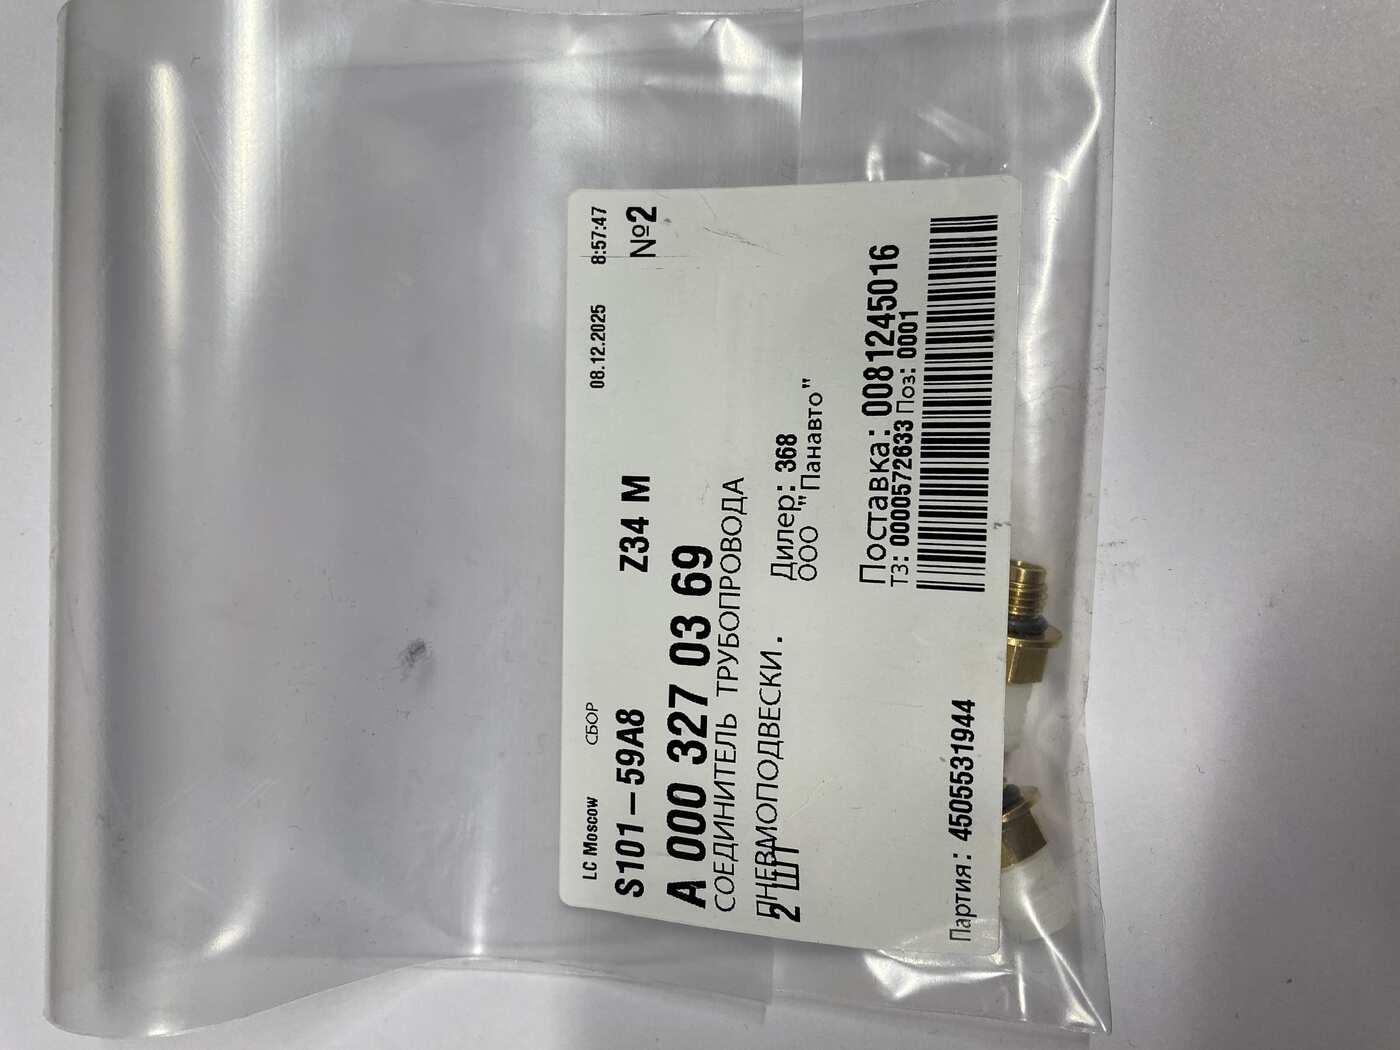 LC Moscow СБОР 08.12.2025 8:57:47
S101-59A8 Z34 M №2
A 000 327 03 69
СОЕДИНИТЕЛЬ ТРУБОПРОВОДА
ПНЕВМОПОДВЕСКИ.
2 ШТ
Дилер: 368
ООО "Панавто"
Поставка: 0081245016
ТЗ: 0000572633 Поз: 0001
Партия: 4505531944